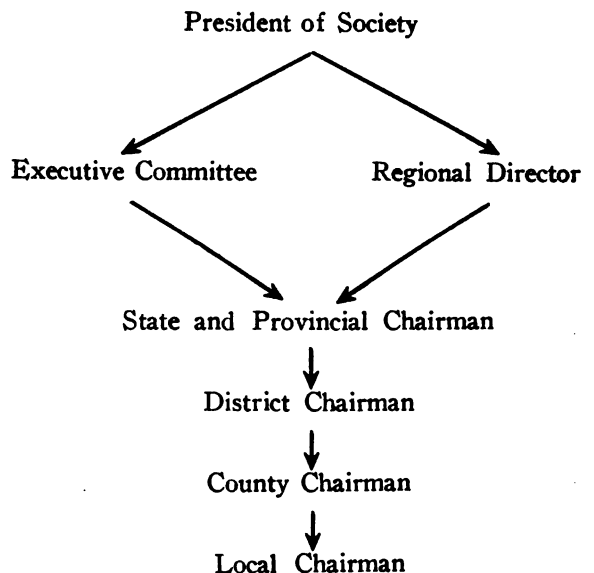 President of Society
Executive Committee
Regional Director
State and Provincial Chairman
District Chairman
County Chairman
Local Chairman